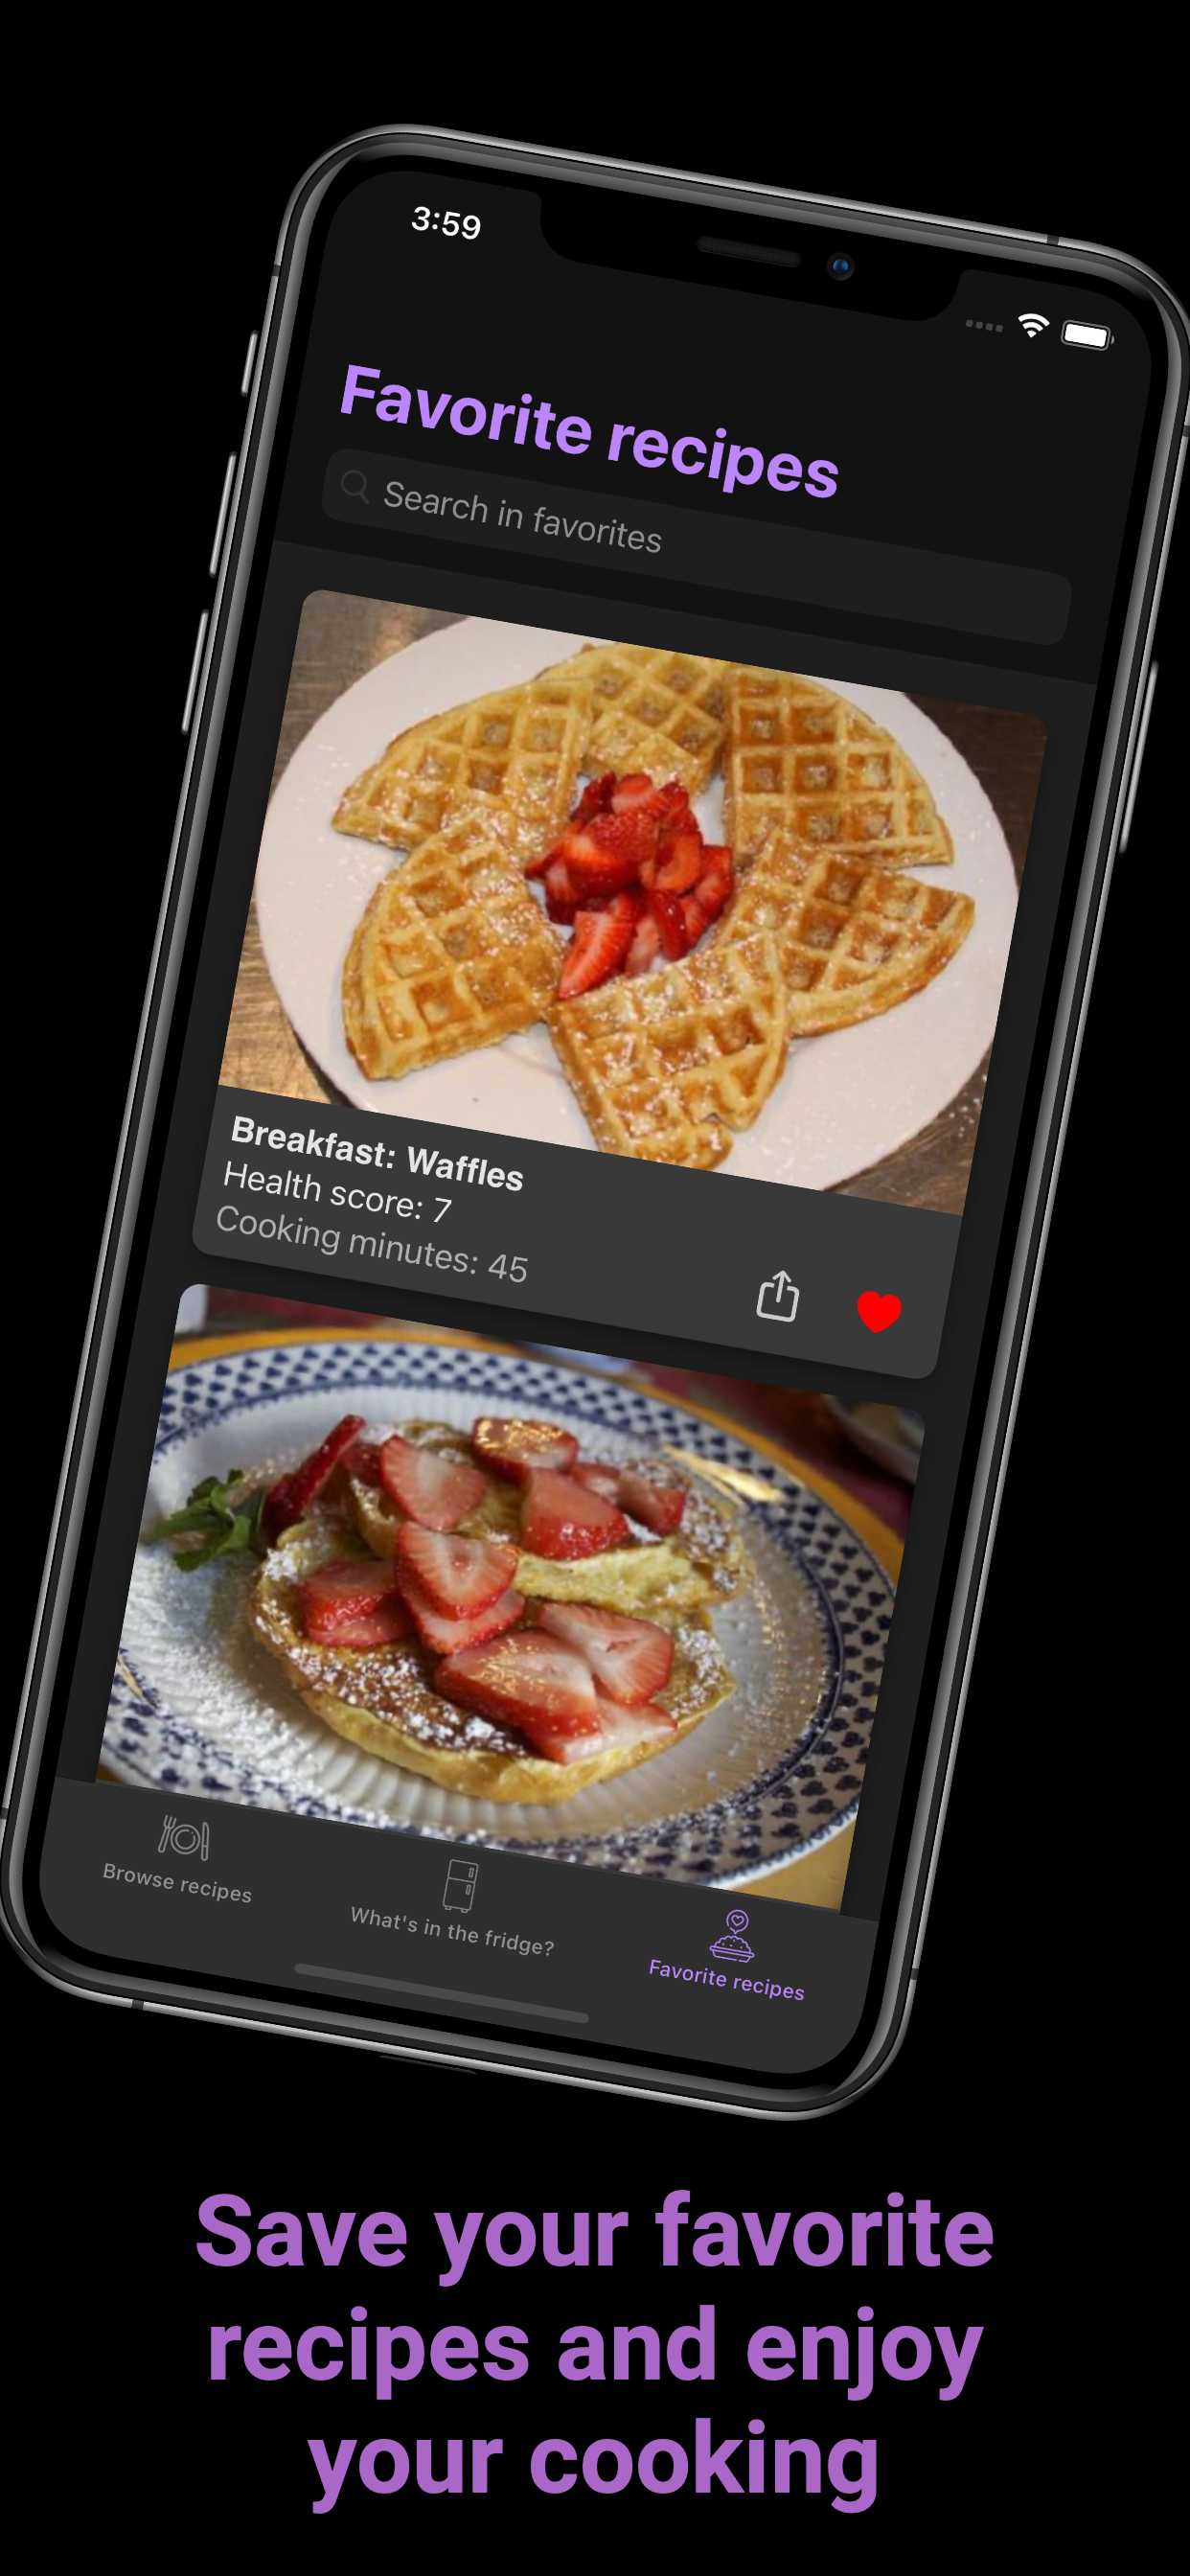 3:59
Favorite recipes
Search in favorites
Breakfast: Waffles
Health score: 7
Cooking minutes: 45
Browse recipes
What's in the fridge?
Favorite recipes
Save your favorite
recipes and enjoy
your cooking